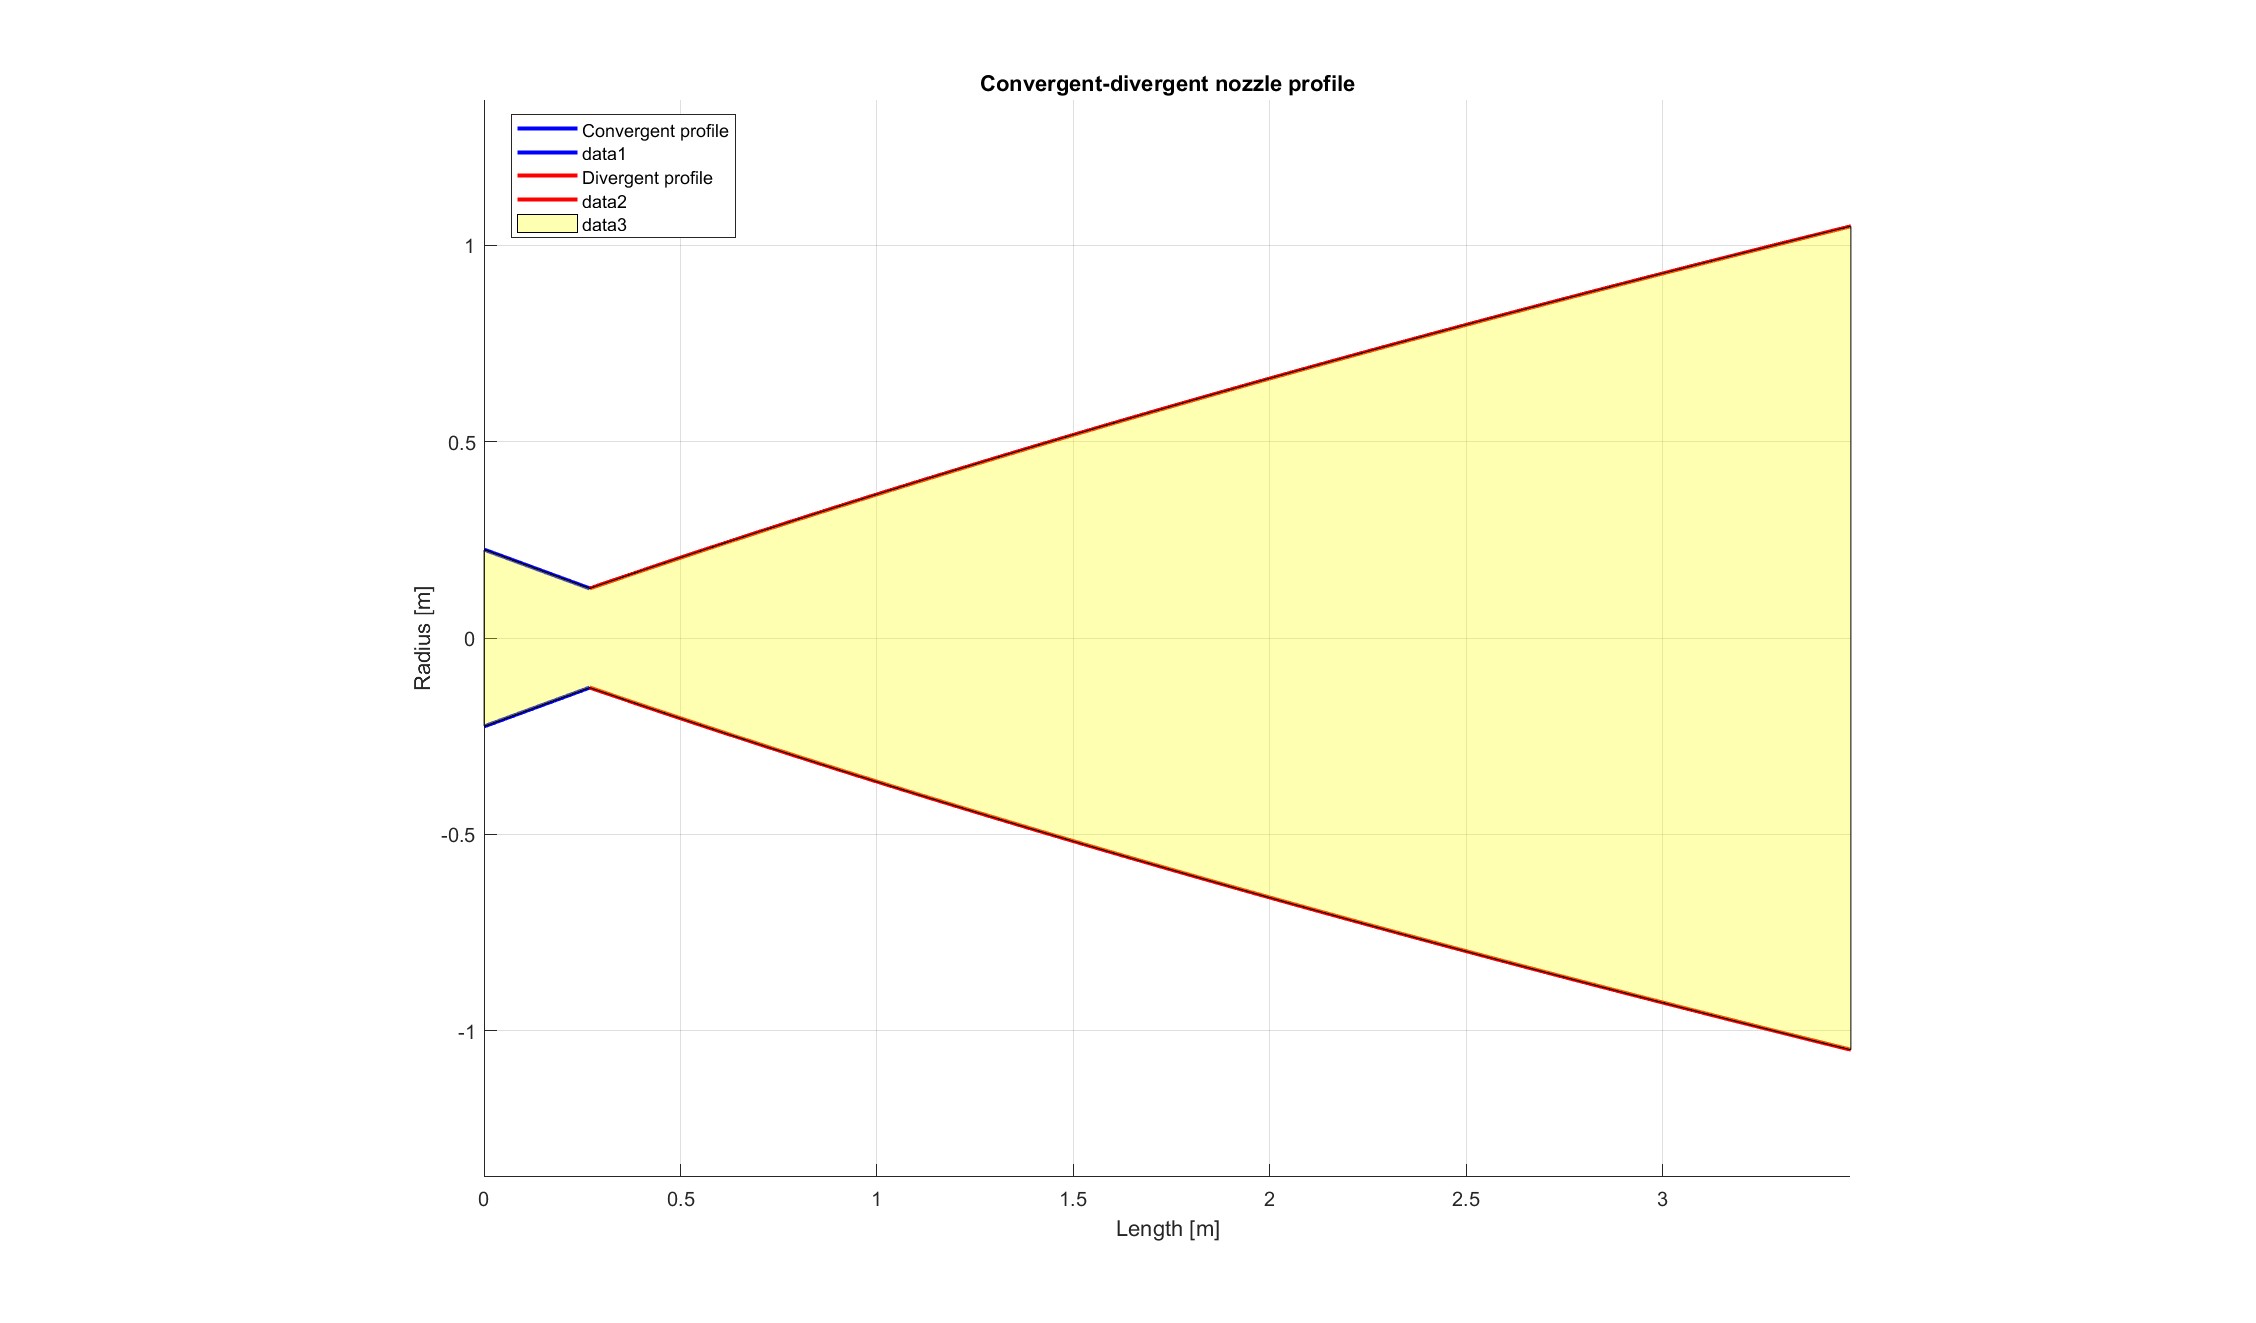 Convergent-divergent nozzle profile
Convergent profile
data1
Divergent profile
data2
data3
1
0.5
0
-0.5
-1
Radius [m]
0 0.5 1 1.5 2 2.5 3
Length [m]